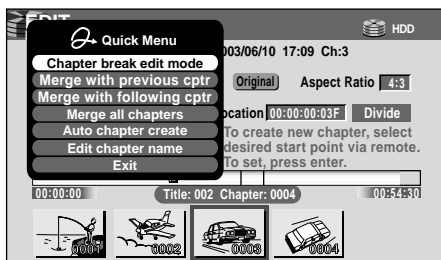 EDIT
HDD
Quick Menu
Chapter break edit mode
Merge with previous cptr
Merge with following cptr
Merge all chapters
Auto chapter create
Edit chapter name
Exit
003/06/10 17:09 Ch:3
Original Aspect Ratio 4:3
ocation 00:00:00:03F Divide
To create new chapter, select
desired start point via remote.
To set, press enter.
00:00:00 Title: 002 Chapter: 0004 00:54:30
0001 0002 0003 0004